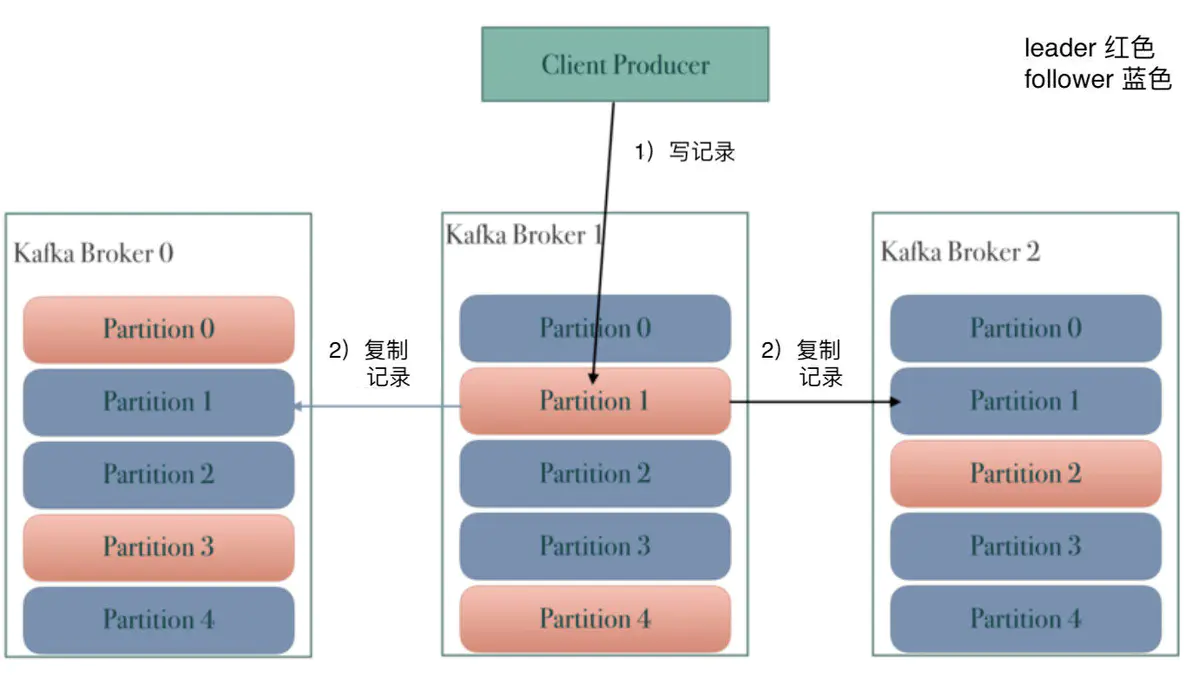 Client Producer
leader 红色
follower 蓝色
1）写记录
Kafka Broker 0
Partition 0
Partition 1
Partition 2
Partition 3
Partition 4
2）复制
记录
Kafka Broker 1
Partition 0
Partition 1
Partition 2
Partition 3
Partition 4
2）复制
记录
Kafka Broker 2
Partition 0
Partition 1
Partition 2
Partition 3
Partition 4